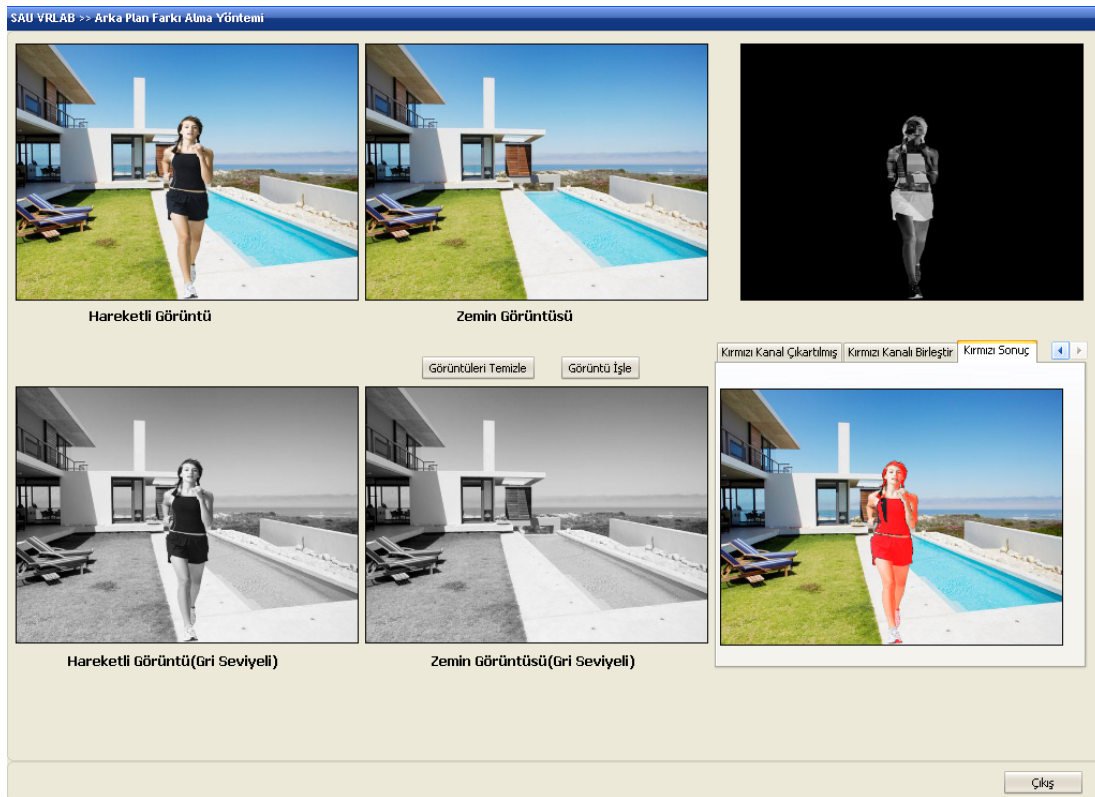 SAU VRLAB >> Arka Plan Farkı Alma Yöntemi
Hareketli Görüntü
Zemin Görüntüsü
Görüntüleri Temizle
Görüntü İşle
Kırmızı Kanal Çıkartılmış
Kırmızı Kanalı Birleştir
Kırmızı Sonuç
Hareketli Görüntü(Gri Seviyeli)
Zemin Görüntüsü(Gri Seviyeli)
Çıkış